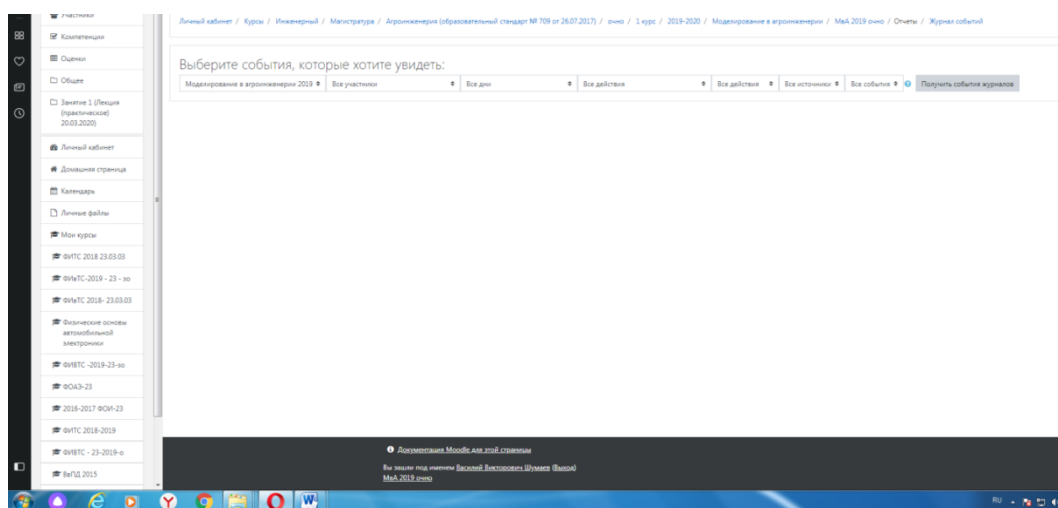 Участники
Компетенции
Оценки
Общее
Занятие 1 (Лекция
(практическое)
20.03.2020)
Личный кабинет
Домашняя страница
Календарь
Личные файлы
Мои курсы
ФИТС 2018 23.03.03
ФИвТС-2019 - 23 - зо
ФИвТС 2018- 23.03.03
Физические основы
автомобильной
электроники
ФИВТС -2019-23-зо
ФОАЭ-23
2016-2017 ФОИ-23
ФИТС 2018-2019
ФИВТС - 23-2019-о
ВеПД 2015
Личный кабинет / Курсы / Инженерный / Магистратура / Агроинженерия (образовательный стандарт № 709 от 26.07.2017) / очно / 1 курс / 2019-2020 / Моделирование в агроинженерии / МвА 2019 очно / Отчеты / Журнал событий
Выберите события, которые хотите увидеть:
Моделирование в агроинженерии 2019 Все участники Все дни Все действия Все действия Все источники Все события Получить события журналов
Документация Moodle для этой страницы
Вы зашли под именем Василий Викторович Шумаев (Выход)
МвА 2019 очно
RU